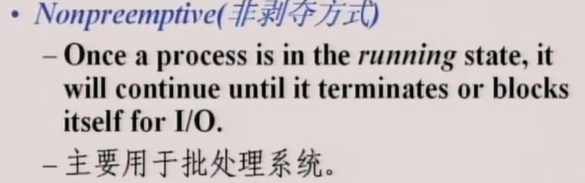 • Nonpreemptive(非剥夺方式)
– Once a process is in the running state, it
will continue until it terminates or blocks
itself for I/O.
– 主要用于批处理系统。